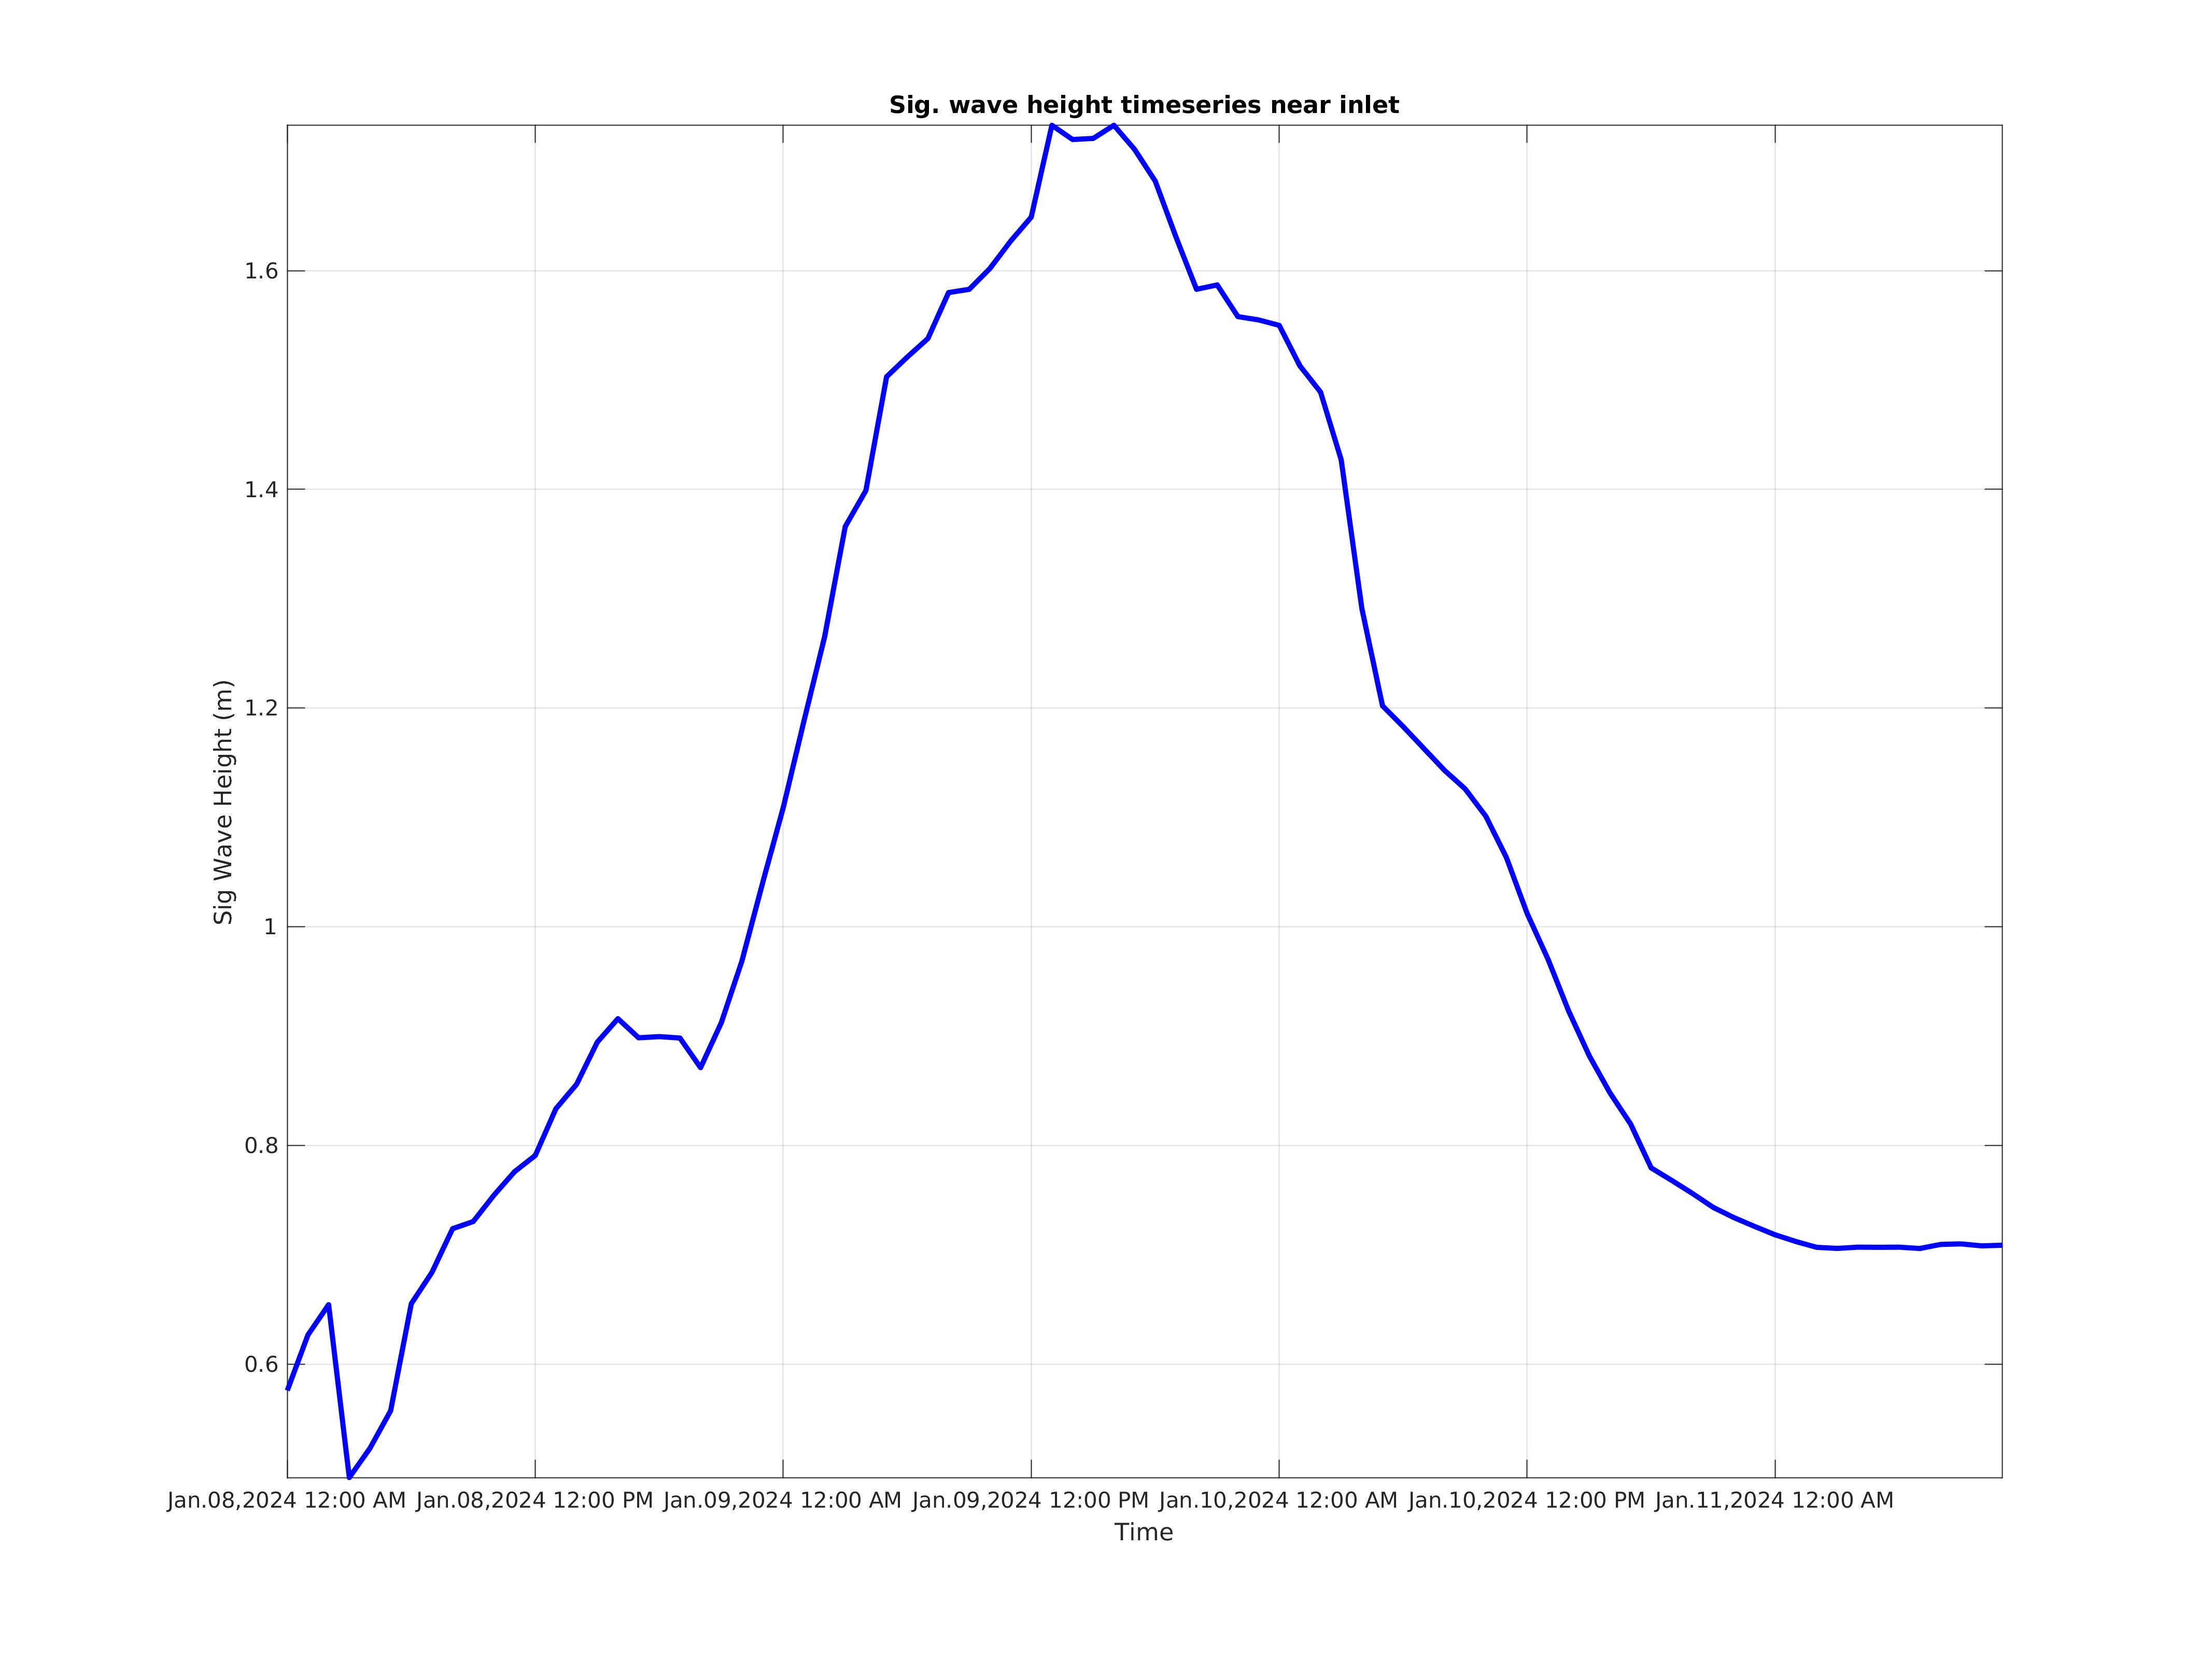 Sig. wave height timeseries near inlet
1.6
1.4
1.2
1
0.8
0.6
Sig Wave Height (m)
Jan.08,2024 12:00 AM Jan.08,2024 12:00 PM Jan.09,2024 12:00 AM Jan.09,2024 12:00 PM Jan.10,2024 12:00 AM Jan.10,2024 12:00 PM Jan.11,2024 12:00 AM
Time